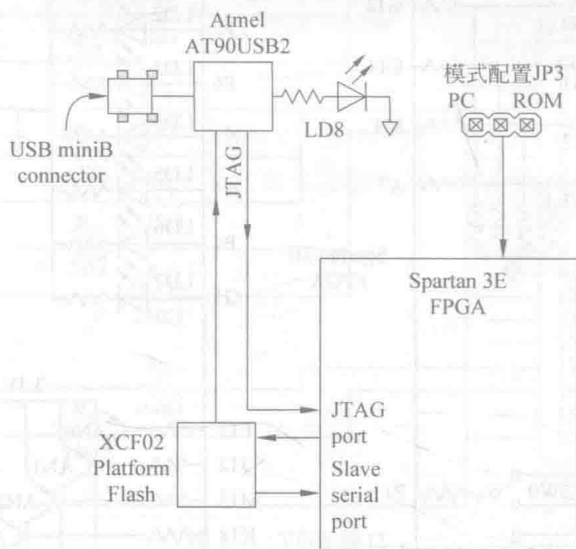 Atmel
AT90USB2
USB miniB
connector
LD8
JTAG
模式配置JP3
PC
ROM
Spartan 3E
FPGA
XCF02
Platform
Flash
JTAG
port
Slave
serial
port